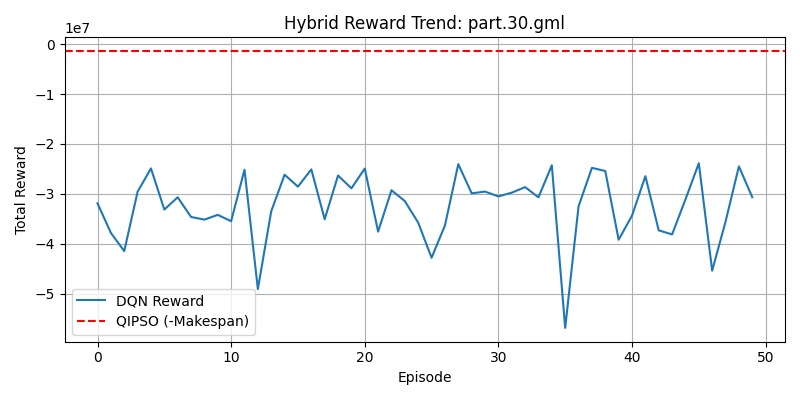 Hybrid Reward Trend: part.30.gml
1e7
0
−1
−2
−3
−4
−5
Total Reward
DQN Reward
QIPSO (-Makespan)
0 10 20 30 40 50
Episode